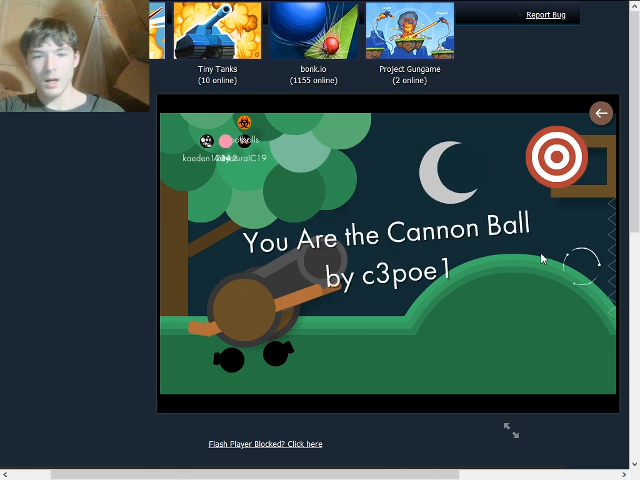 Report Bug
Tiny Tanks
(10 online)
bonk.io
(1155 online)
Project Gungame
(2 online)
You Are the Cannon Ball
by c3poe1
Flash Player Blocked? Click here